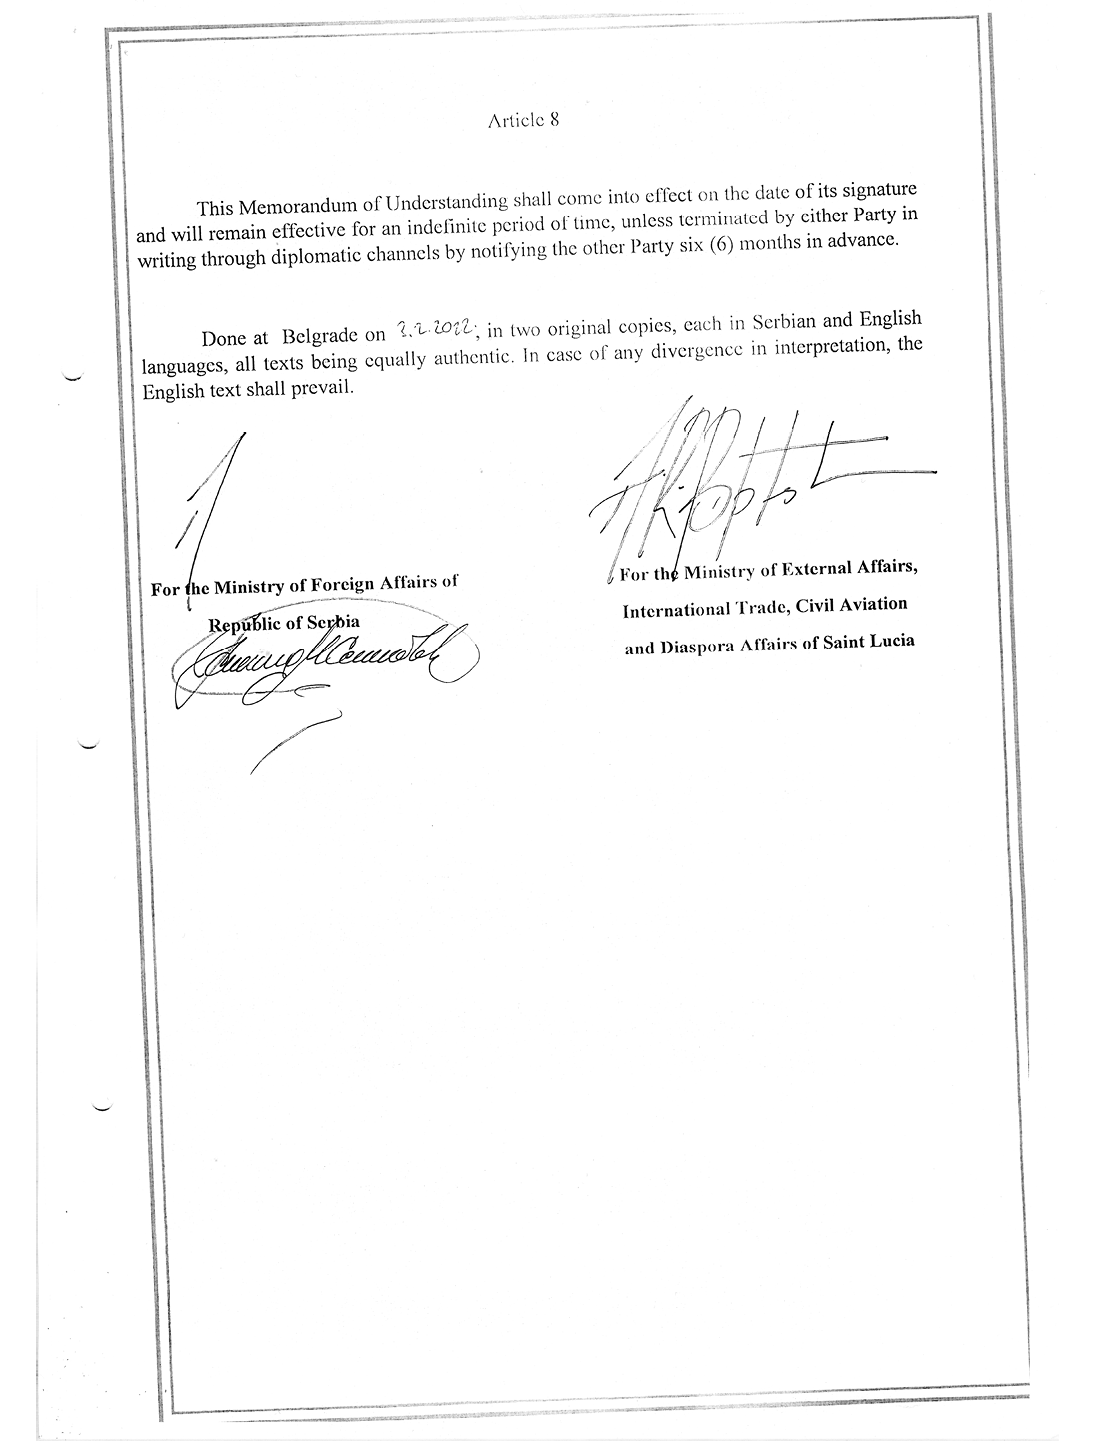 Article 8
This Memorandum of Understanding shall come into effect on the date of its signature
and will remain effective for an indefinite period of time, unless terminated by either Party in
writing through diplomatic channels by notifying the other Party six (6) months in advance.
Done at Belgrade on 2.2.2022, in two original copies, each in Serbian and English
languages, all texts being equally authentic. In case of any divergence in interpretation, the
English text shall prevail.
For the Ministry of Foreign Affairs of
Republic of Serbia
For the Ministry of External Affairs,
International Trade, Civil Aviation
and Diaspora Affairs of Saint Lucia